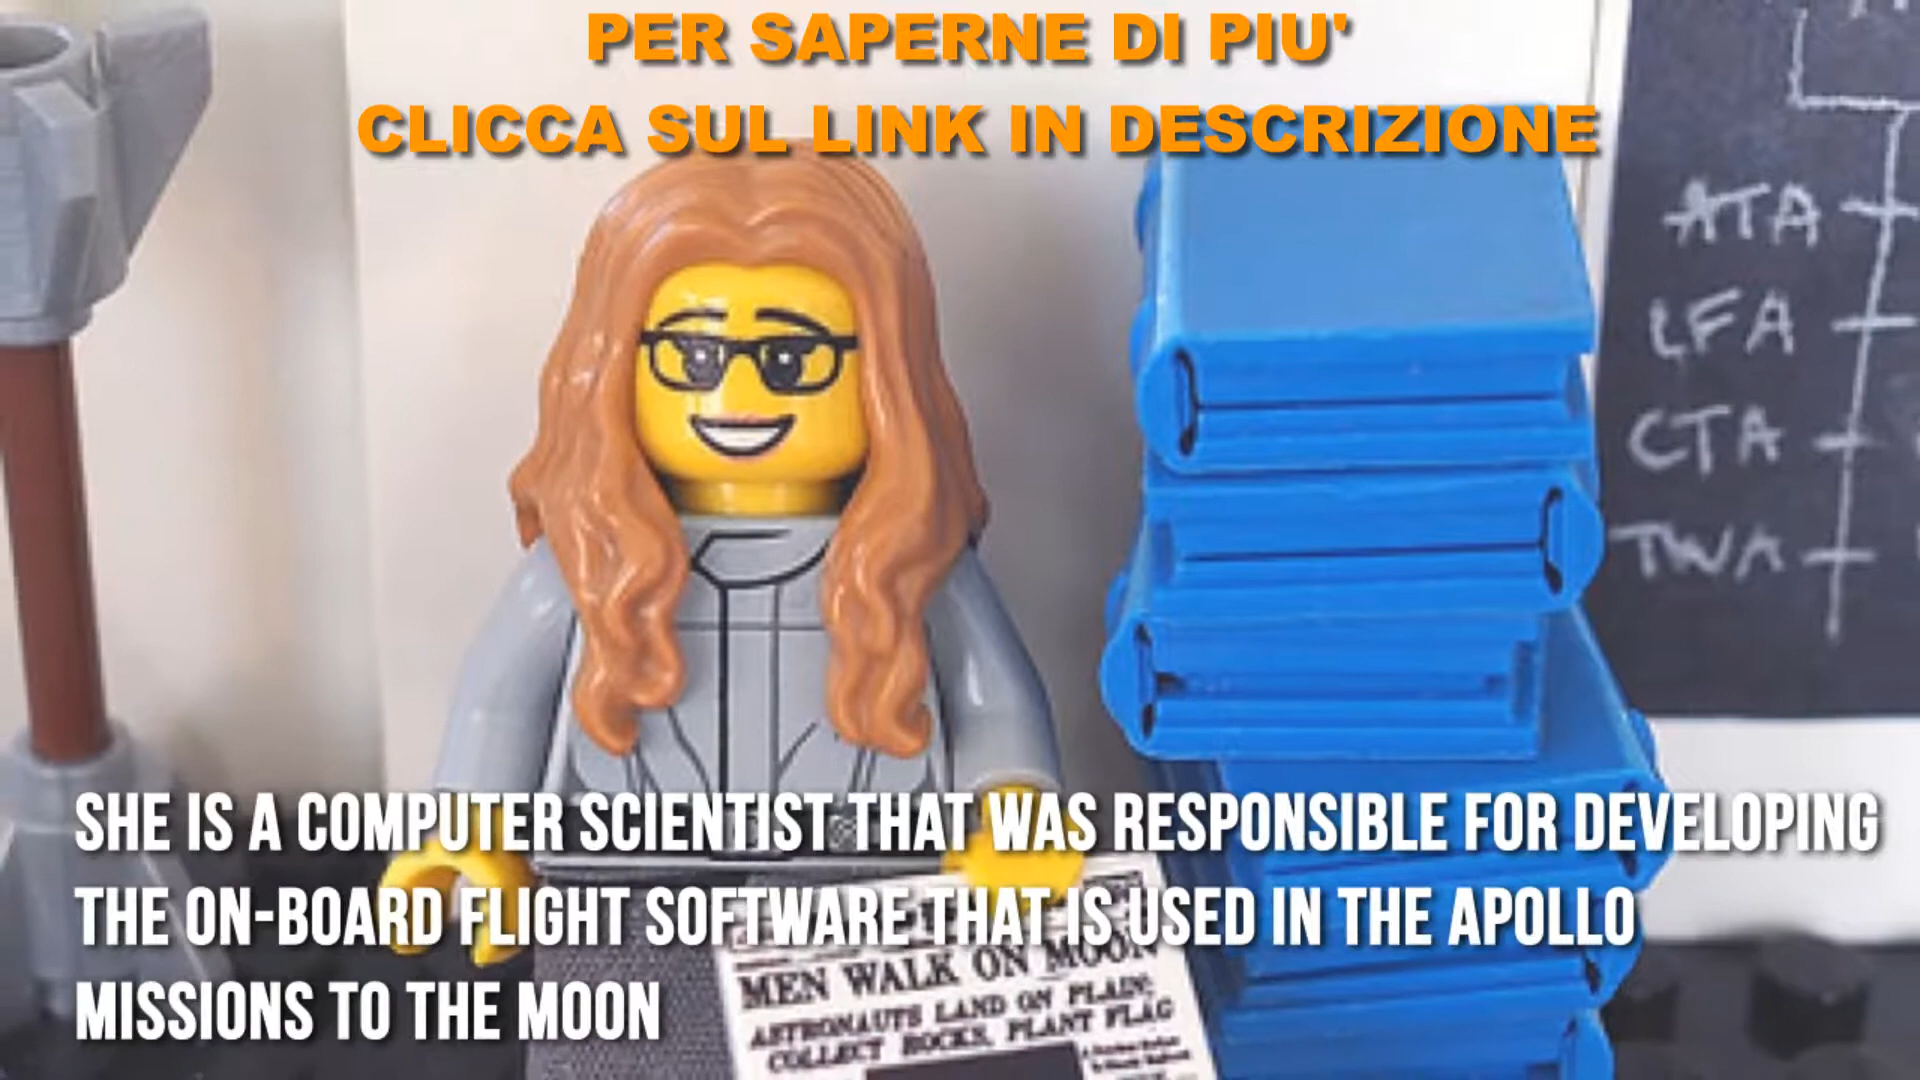 PER SAPERNE DI PIU'
CLICCA SUL LINK IN DESCRIZIONE
ATA
LFA
CTA
TWA
SHE IS A COMPUTER SCIENTIST THAT WAS RESPONSIBLE FOR DEVELOPING
THE ON-BOARD FLIGHT SOFTWARE THAT IS USED IN THE APOLLO
MISSIONS TO THE MOON
MEN WALK ON MOON
ASTRONAUTS LAND ON PLAIN;
COLLECT ROCKS, PLANT FLAG